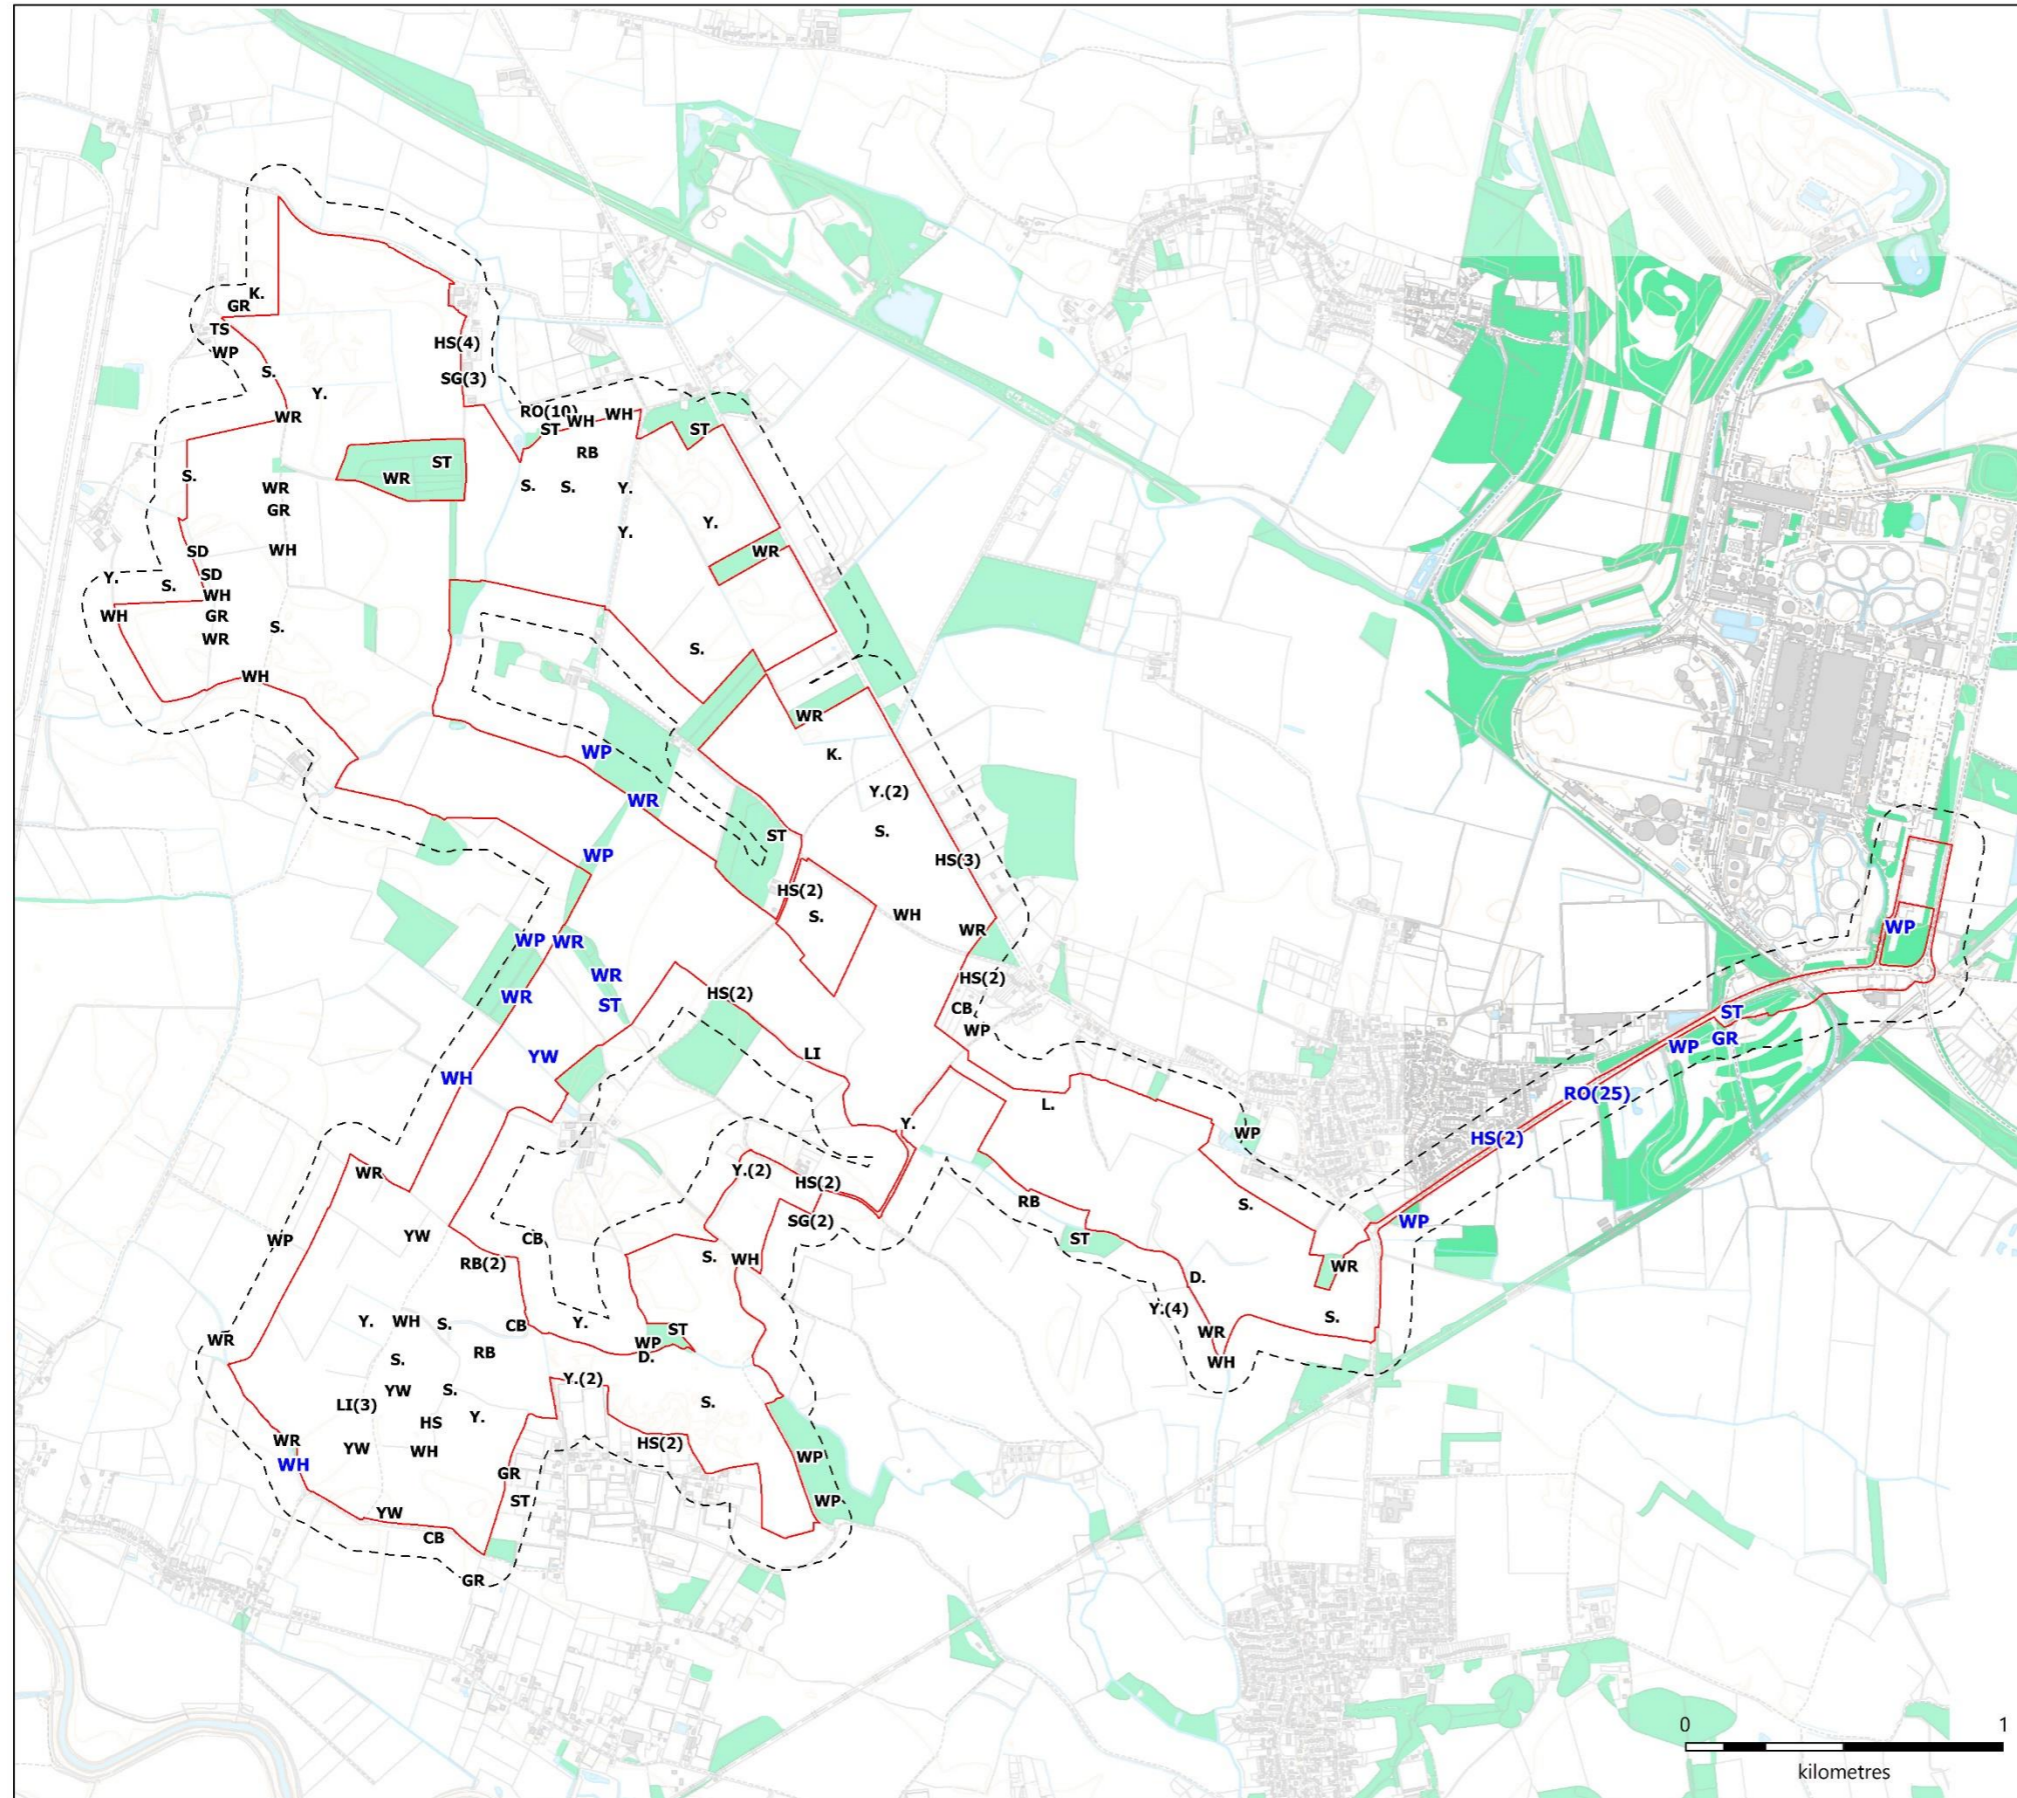 K.
GR
TS
WP
HS(4)
S.
SG(3)
Y.
RO(10)
WH
WH
WR
ST
ST
RB
ST
S.
WR
S.
S.
Y.
WR
GR
Y.
Y.
SD
WH
WR
SD
Y.
S.
WH
WH
GR
S.
WR
S.
WH
WR
WP
K.
Y.(2)
WR
S.
ST
WP
HS(3)
HS(2)
S.
WH
WP
WR
WR
WP
WR
HS(2)
WR
HS(2)
ST
CB
ST
WP
GR
WP
YW
LI
WH
RO(25)
L.
Y.
WP
HS(2)
WR
Y.(2)
HS(2)
RB
S.
SG(2)
WP
WP
YW
CB
ST
RB(2)
S.
WH
WR
D.
Y.(4)
S.
Y.
WH
S.
CB
Y.
ST
WR
WR
WP
RB
D.
S.
WH
YW
S.
Y.(2)
LI(3)
S.
HS
Y.
WR
YW
WH
HS(2)
WP
WH
GR
ST
WP
YW
CB
GR
0 1
kilometres